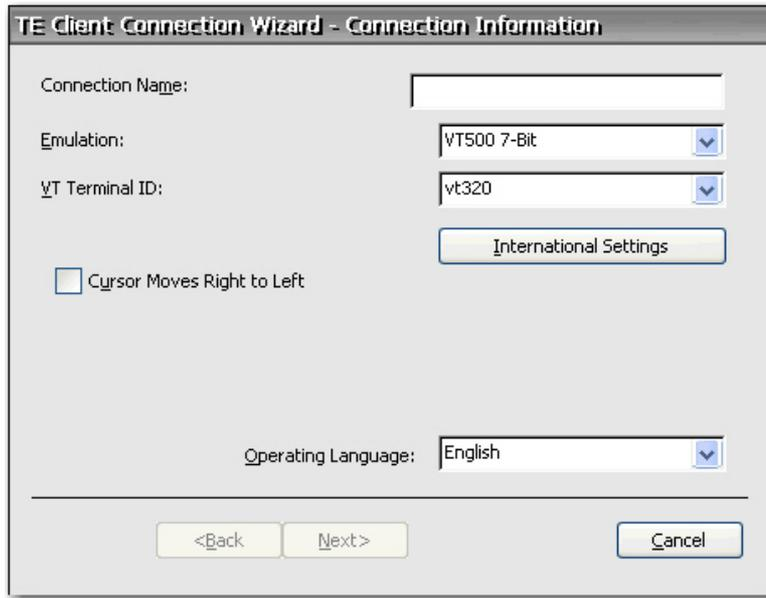 TE Client Connection Wizard - Connection Information
Connection Name:
Emulation: VT500 7-Bit
VT Terminal ID: vt320
International Settings
Cursor Moves Right to Left
Operating Language: English
<Back Next> Cancel